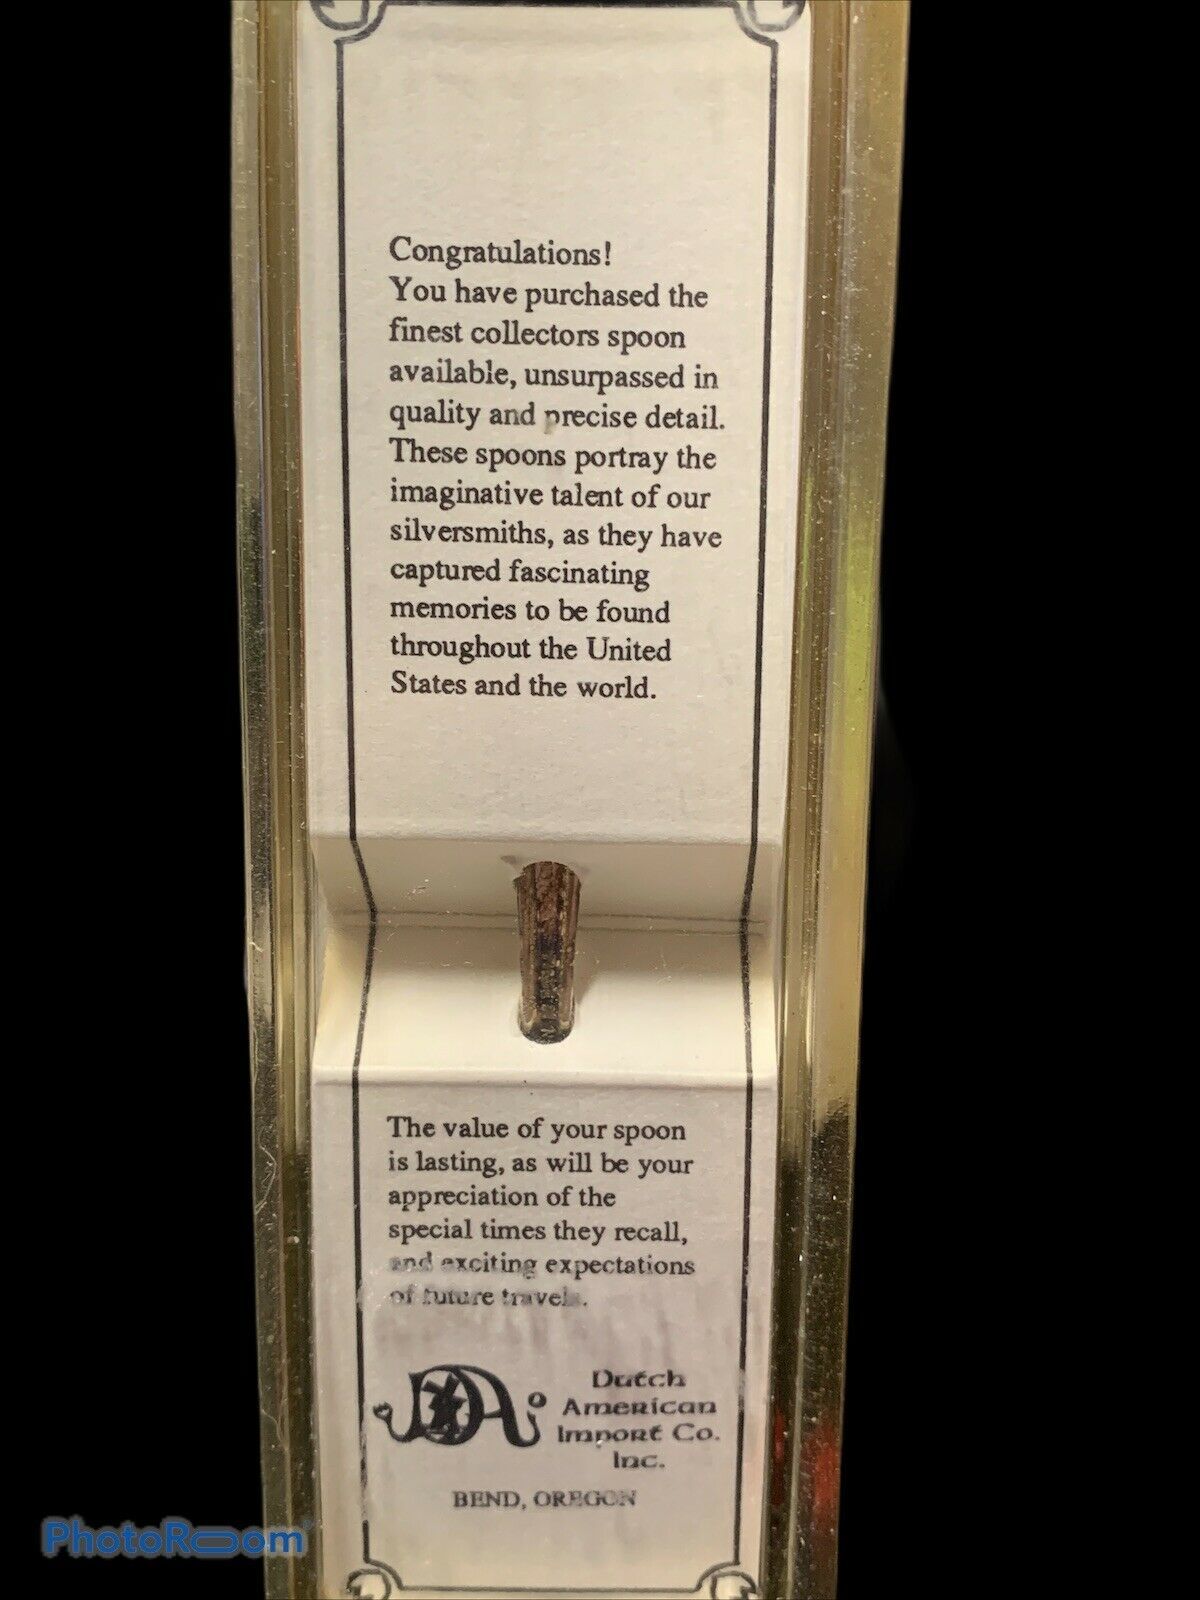 Congratulations!
You have purchased the
finest collectors spoon
available, unsurpassed in
quality and precise detail.
These spoons portray the
imaginative talent of our
silversmiths, as they have
captured fascinating
memories to be found
throughout the United
States and the world.
The value of your spoon
is lasting, as will be your
appreciation of the
special times they recall,
and exciting expectations
of future travels.
DA
Dutch
American
Import Co.
Inc.
BEND, OREGON
PhotoRoom